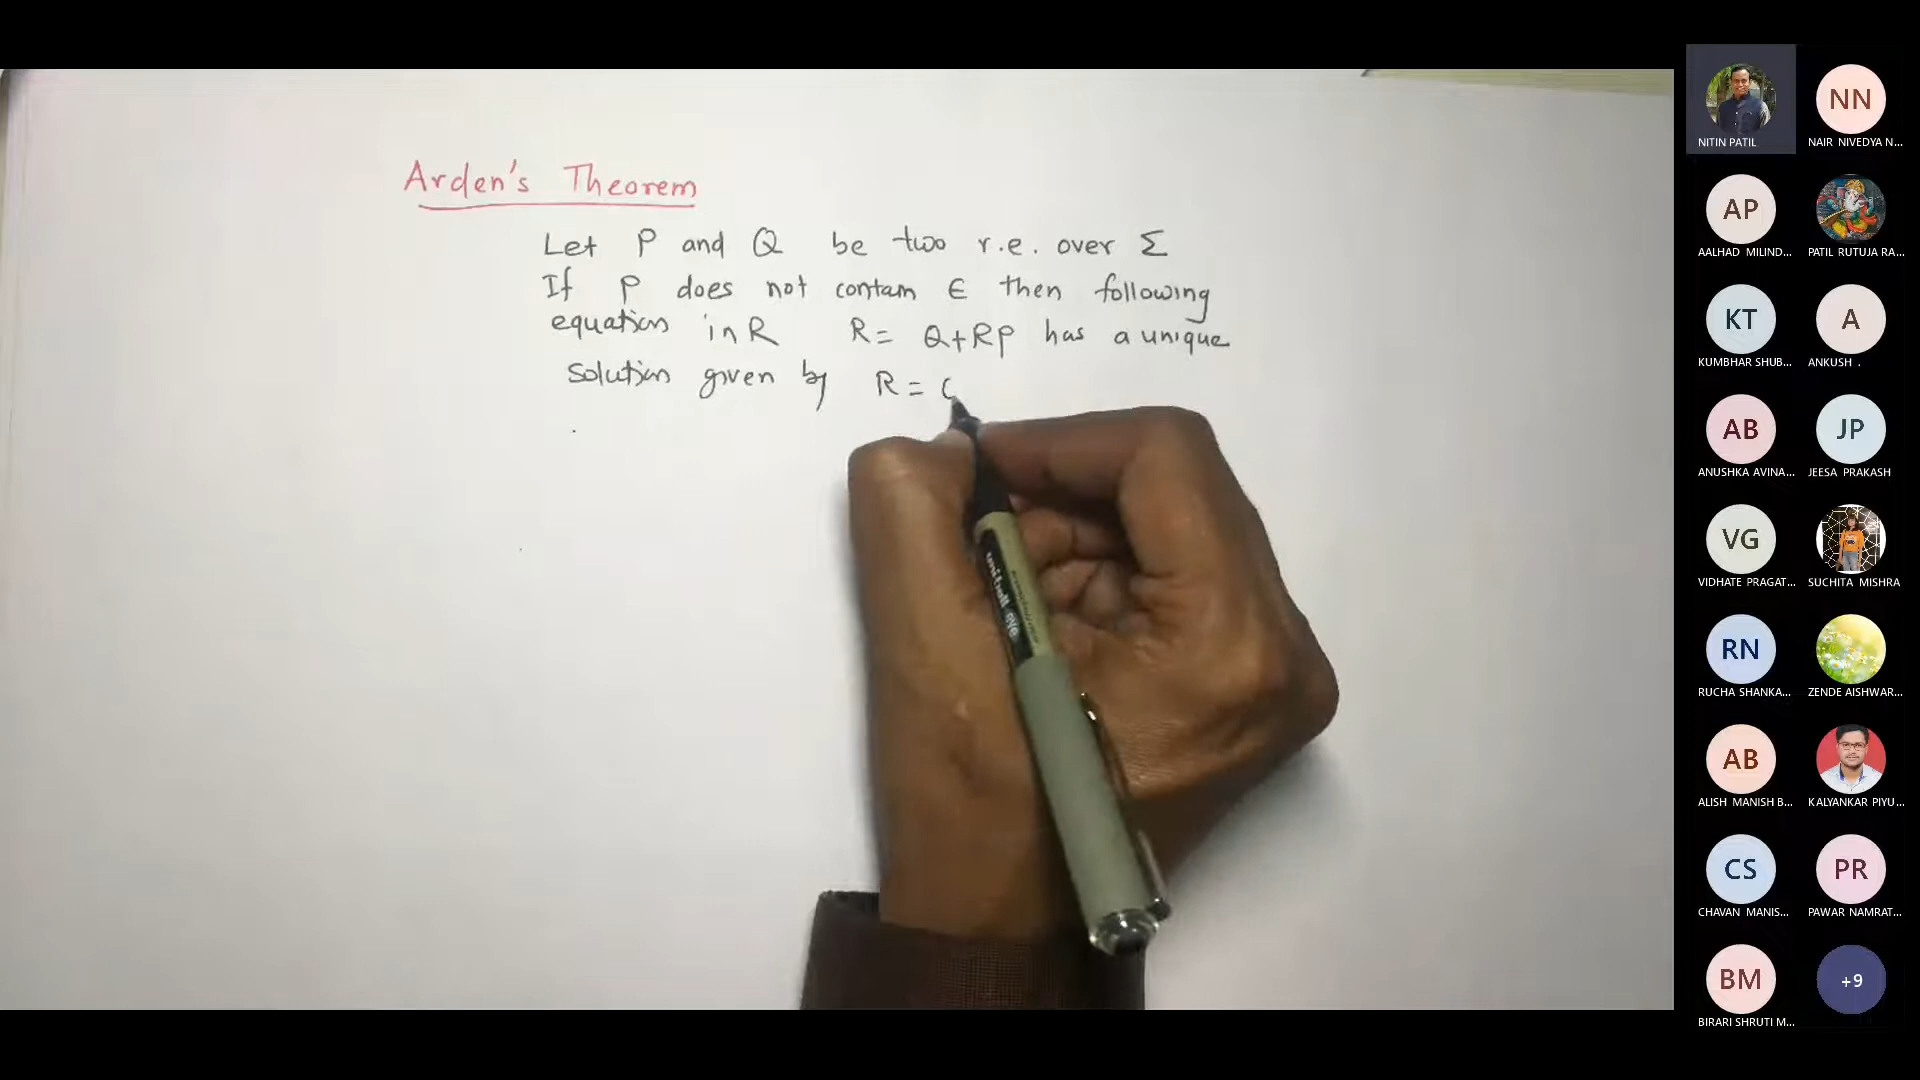 Arden's Theorem
Let P and Q be two r.e. over Σ
If P does not contain ϵ then following
equation in R R = Q+RP has a unique
Solution given by R =
uniball eye
NITIN PATIL
NN
NAIR NIVEDYA N...
AP
AALHAD MILIND...
PATIL RUTUJA RA...
KT
KUMBHAR SHUB...
A
ANKUSH .
AB
ANUSHKA AVINA...
JP
JEESA PRAKASH
VG
VIDHATE PRAGAT...
SUCHITA MISHRA
RN
RUCHA SHANKA...
ZENDE AISHWAR...
AB
ALISH MANISH B...
KALYANKAR PIYU...
CS
CHAVAN MANIS...
PR
PAWAR NAMRAT...
BM
BIRARI SHRUTI M...
+9